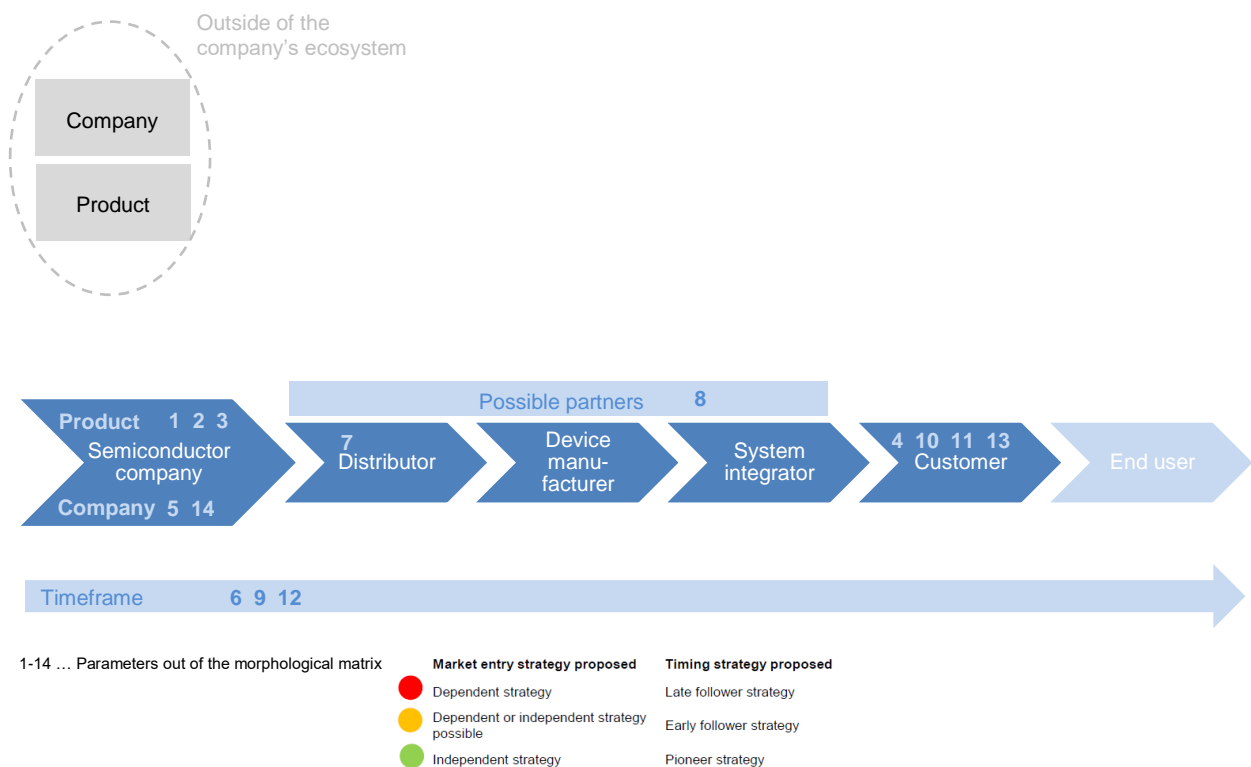 Outside of the
company's ecosystem
Company
Product
Possible partners 8
Product 1 2 3
Semiconductor
company
Company 5 14
7
Distributor
Device
manu-
facturer
System
integrator
4 10 11 13
Customer
End user
Timeframe 6 9 12
1-14 … Parameters out of the morphological matrix
Market entry strategy proposed Timing strategy proposed
Dependent strategy Late follower strategy
Dependent or independent strategy
possible
Early follower strategy
Independent strategy Pioneer strategy